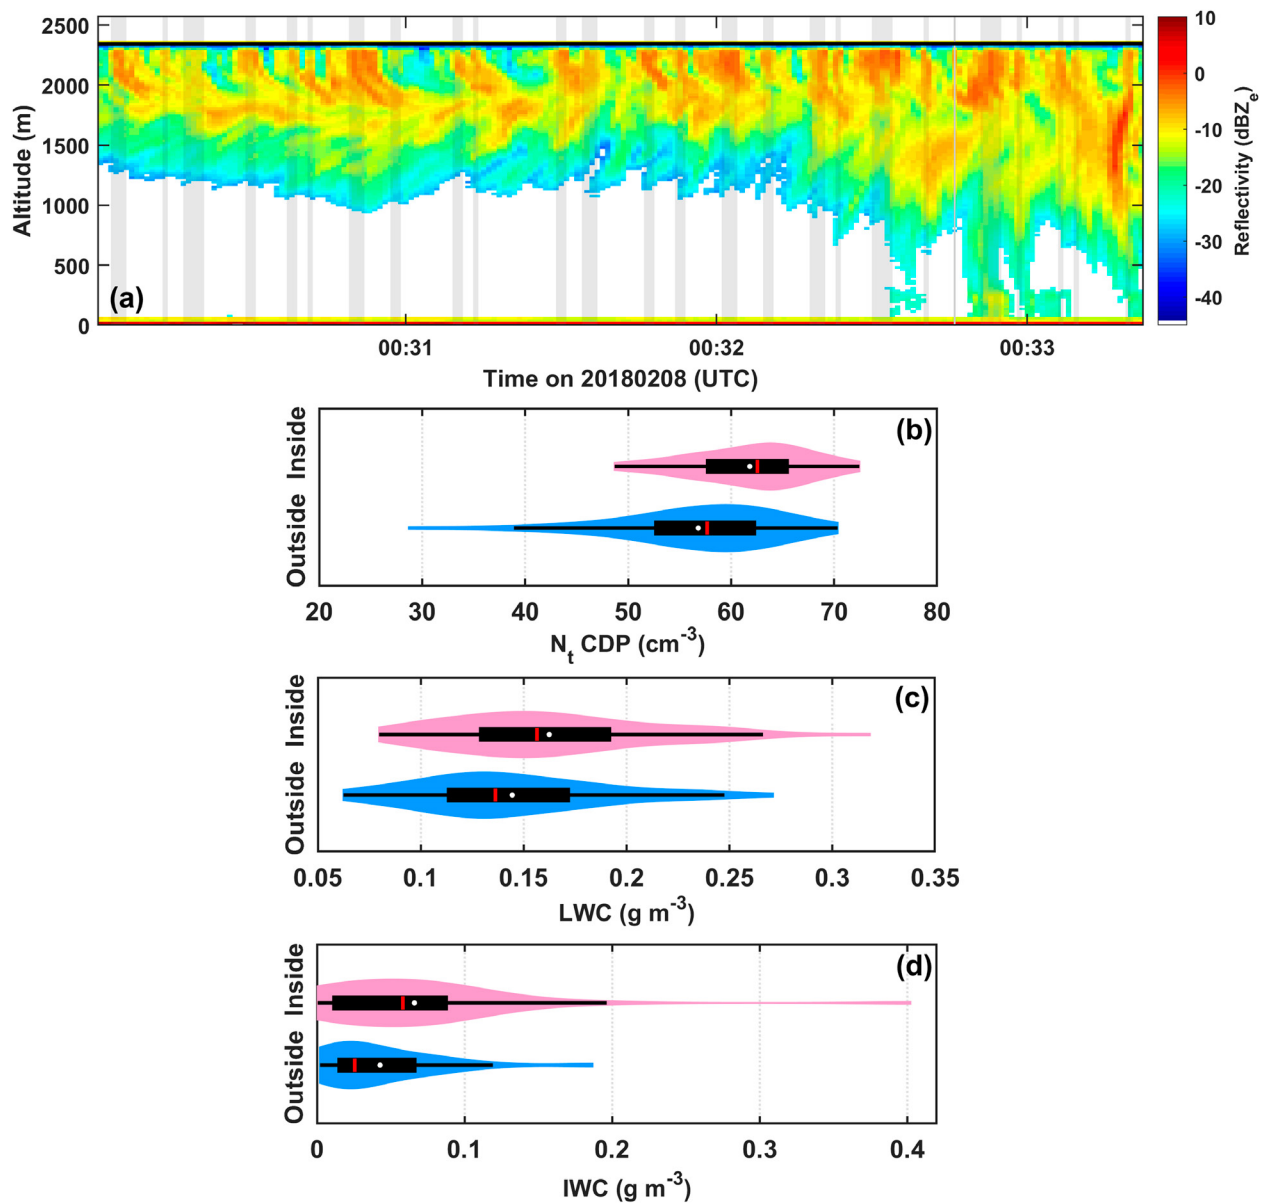 2500
2000
1500
1000
500
0
Altitude (m)
(a)
00:31
00:32
00:33
Time on 20180208 (UTC)
10
0
-10
-20
-30
-40
Reflectivity (dBZe)
(b)
Inside
Outside
20 30 40 50 60 70 80
Nt CDP (cm-3)
(c)
Inside
Outside
0.05 0.1 0.15 0.2 0.25 0.3 0.35
LWC (g m-3)
(d)
Inside
Outside
0 0.1 0.2 0.3 0.4
IWC (g m-3)